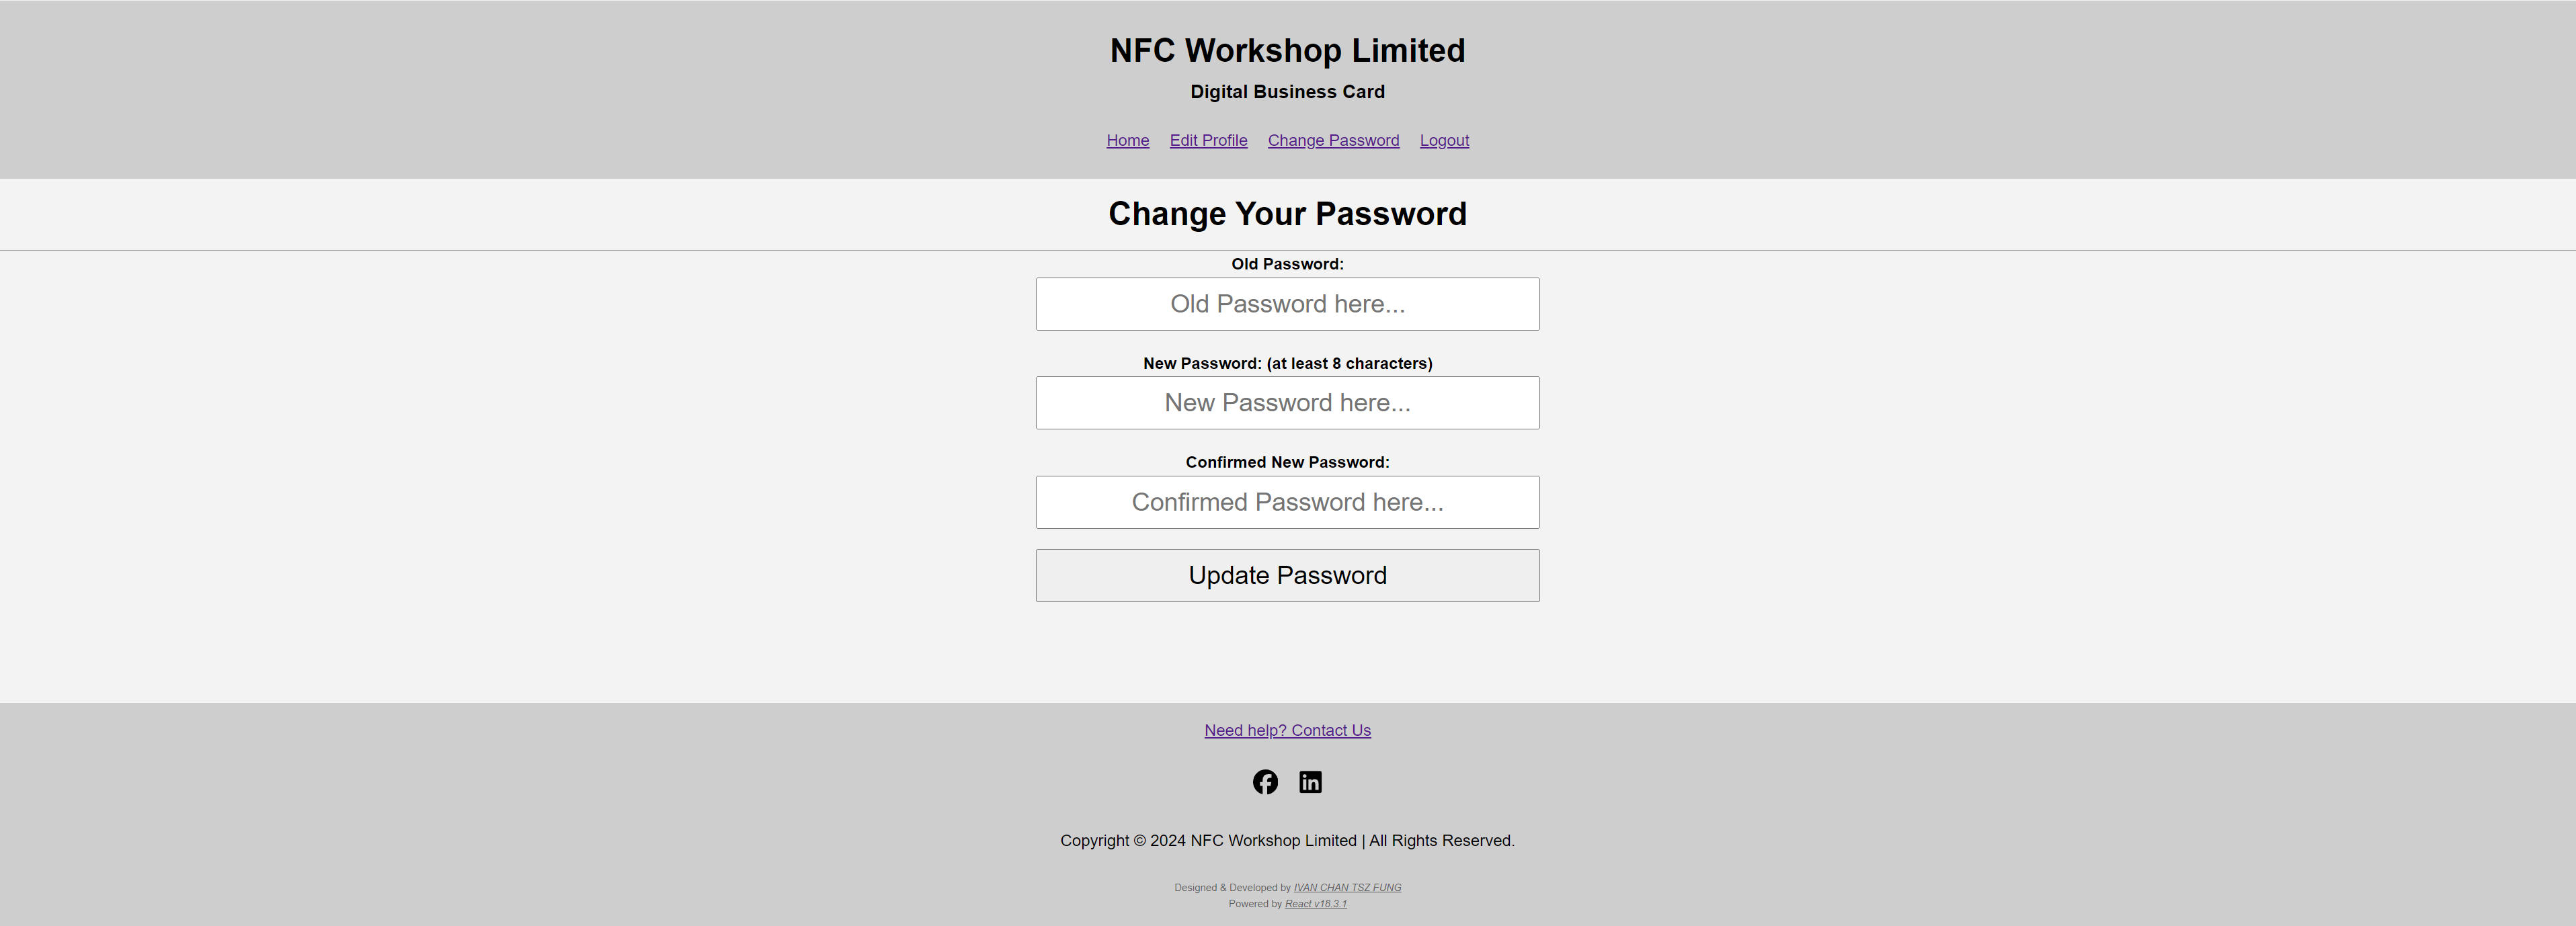 NFC Workshop Limited
Digital Business Card
Home Edit Profile Change Password Logout
Change Your Password
Old Password:
Old Password here...
New Password: (at least 8 characters)
New Password here...
Confirmed New Password:
Confirmed Password here...
Update Password
Need help? Contact Us
Copyright © 2024 NFC Workshop Limited | All Rights Reserved.
Designed & Developed by IVAN CHAN TSZ FUNG
Powered by React v18.3.1